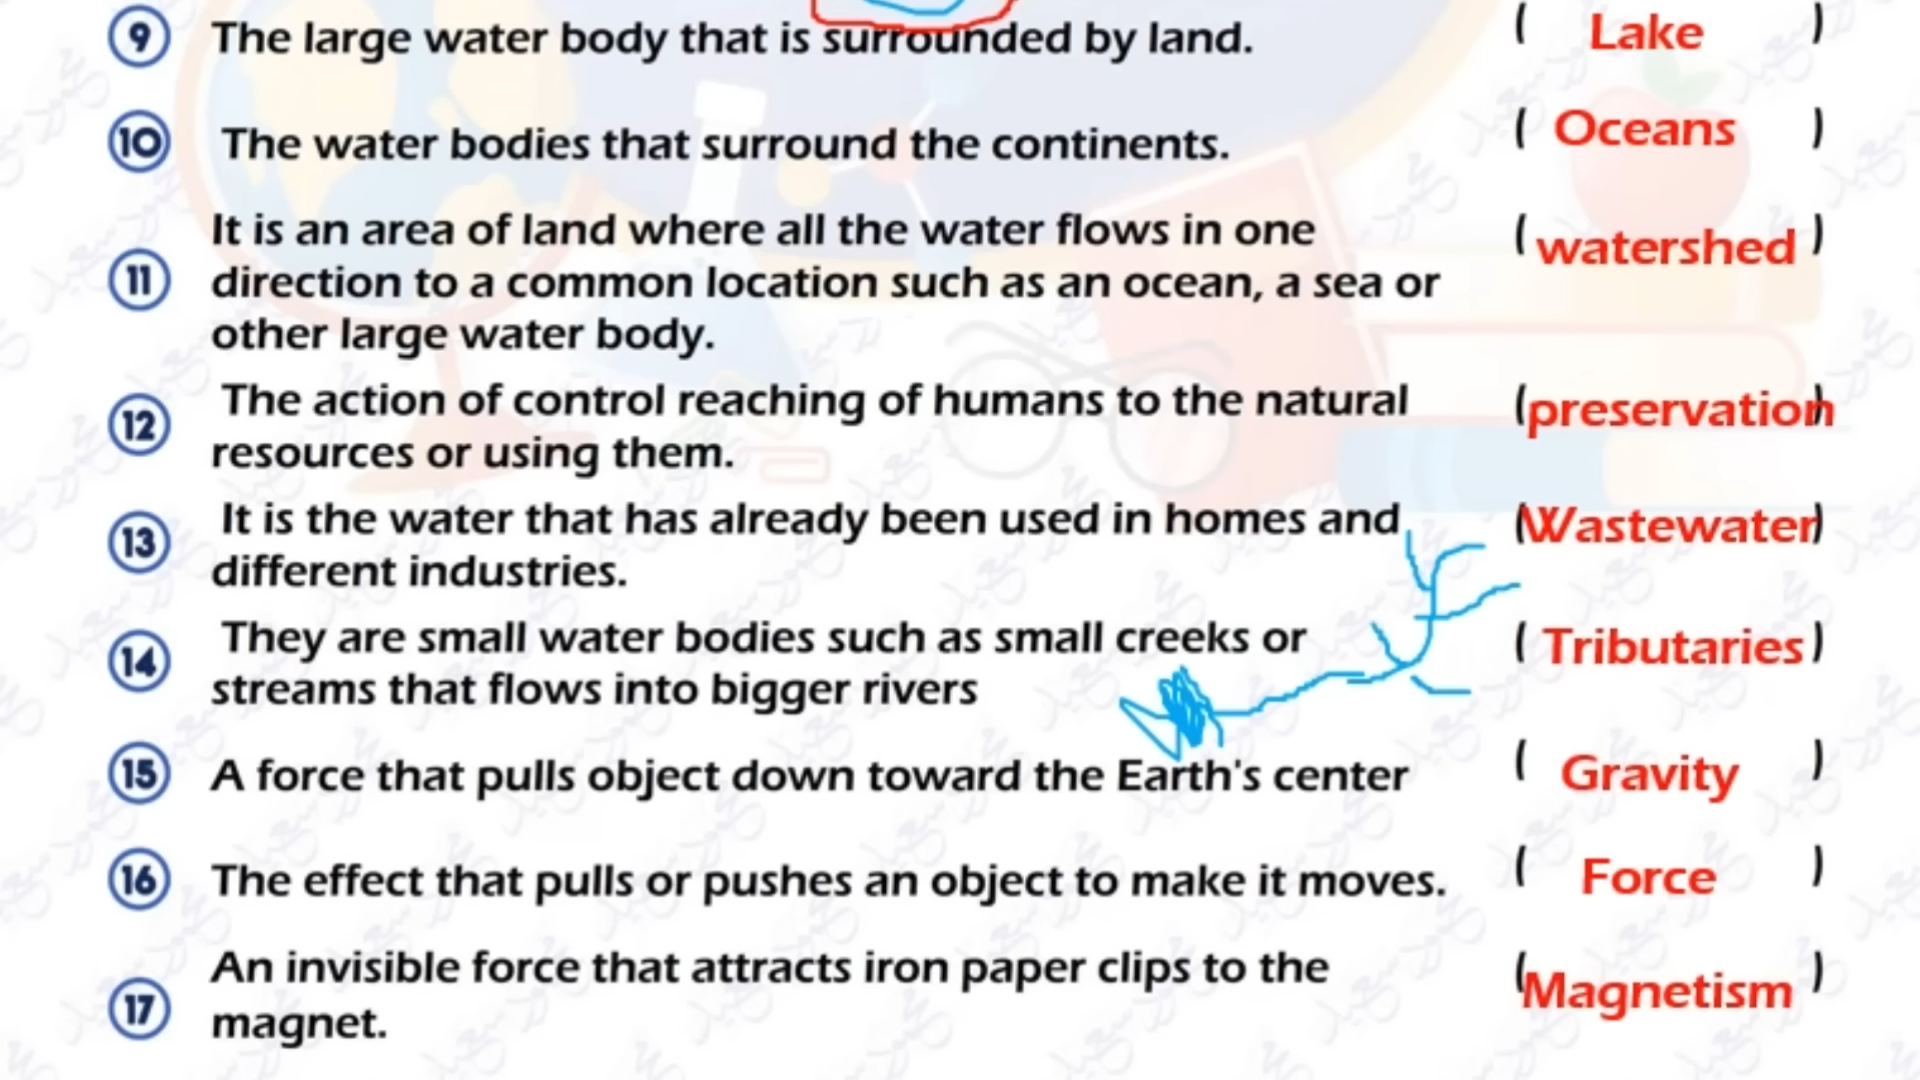 9 The large water body that is surrounded by land. ( Lake )
10 The water bodies that surround the continents. ( Oceans )
It is an area of land where all the water flows in one ( watershed )
11 direction to a common location such as an ocean, a sea or
other large water body.
12 The action of control reaching of humans to the natural (preservation)
resources or using them.
13 It is the water that has already been used in homes and (Wastewater)
different industries.
14 They are small water bodies such as small creeks or ( Tributaries )
streams that flows into bigger rivers
15 A force that pulls object down toward the Earth's center ( Gravity )
16 The effect that pulls or pushes an object to make it moves. ( Force )
An invisible force that attracts iron paper clips to the (Magnetism )
17 magnet.